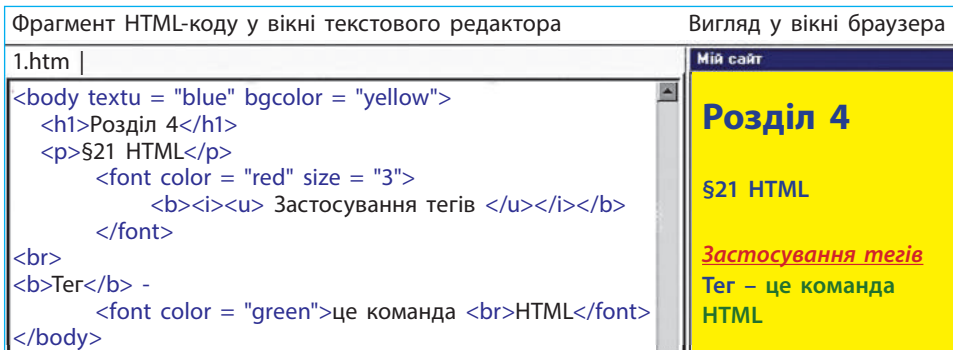 Фрагмент HTML-коду у вікні текстового редактора
Вигляд у вікні браузера
1.htm |
<body textu = "blue" bgcolor = "yellow">
<h1>Розділ 4</h1>
<p>§21 HTML</p>
<font color = "red" size = "3">
<b><i><u> Застосування тегів </u></i></b>
</font>
<br>
<b>Тег</b> -
<font color = "green">це команда <br>HTML</font>
</body>
Мій сайт
Розділ 4
§21 HTML
Застосування тегів
Тег – це команда
HTML